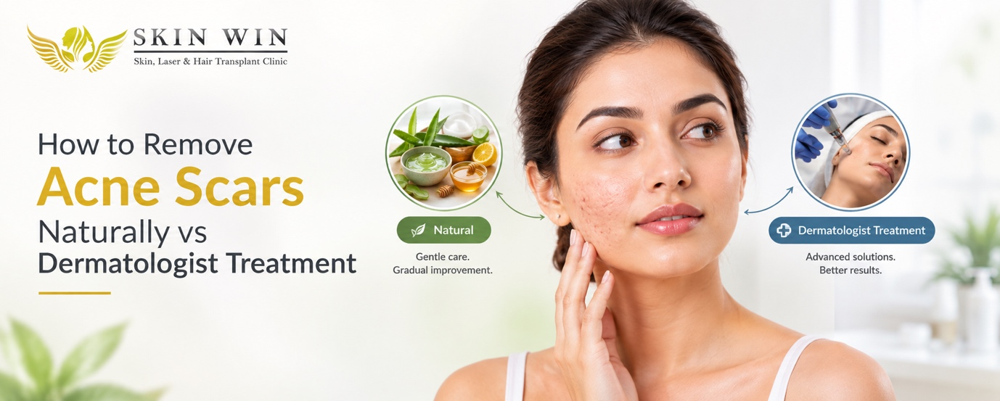 SKIN WIN
Skin, Laser & Hair Transplant Clinic
How to Remove
Acne Scars
Naturally vs
Dermatologist Treatment
Natural
Gentle care.
Gradual improvement.
Dermatologist Treatment
Advanced solutions.
Better results.